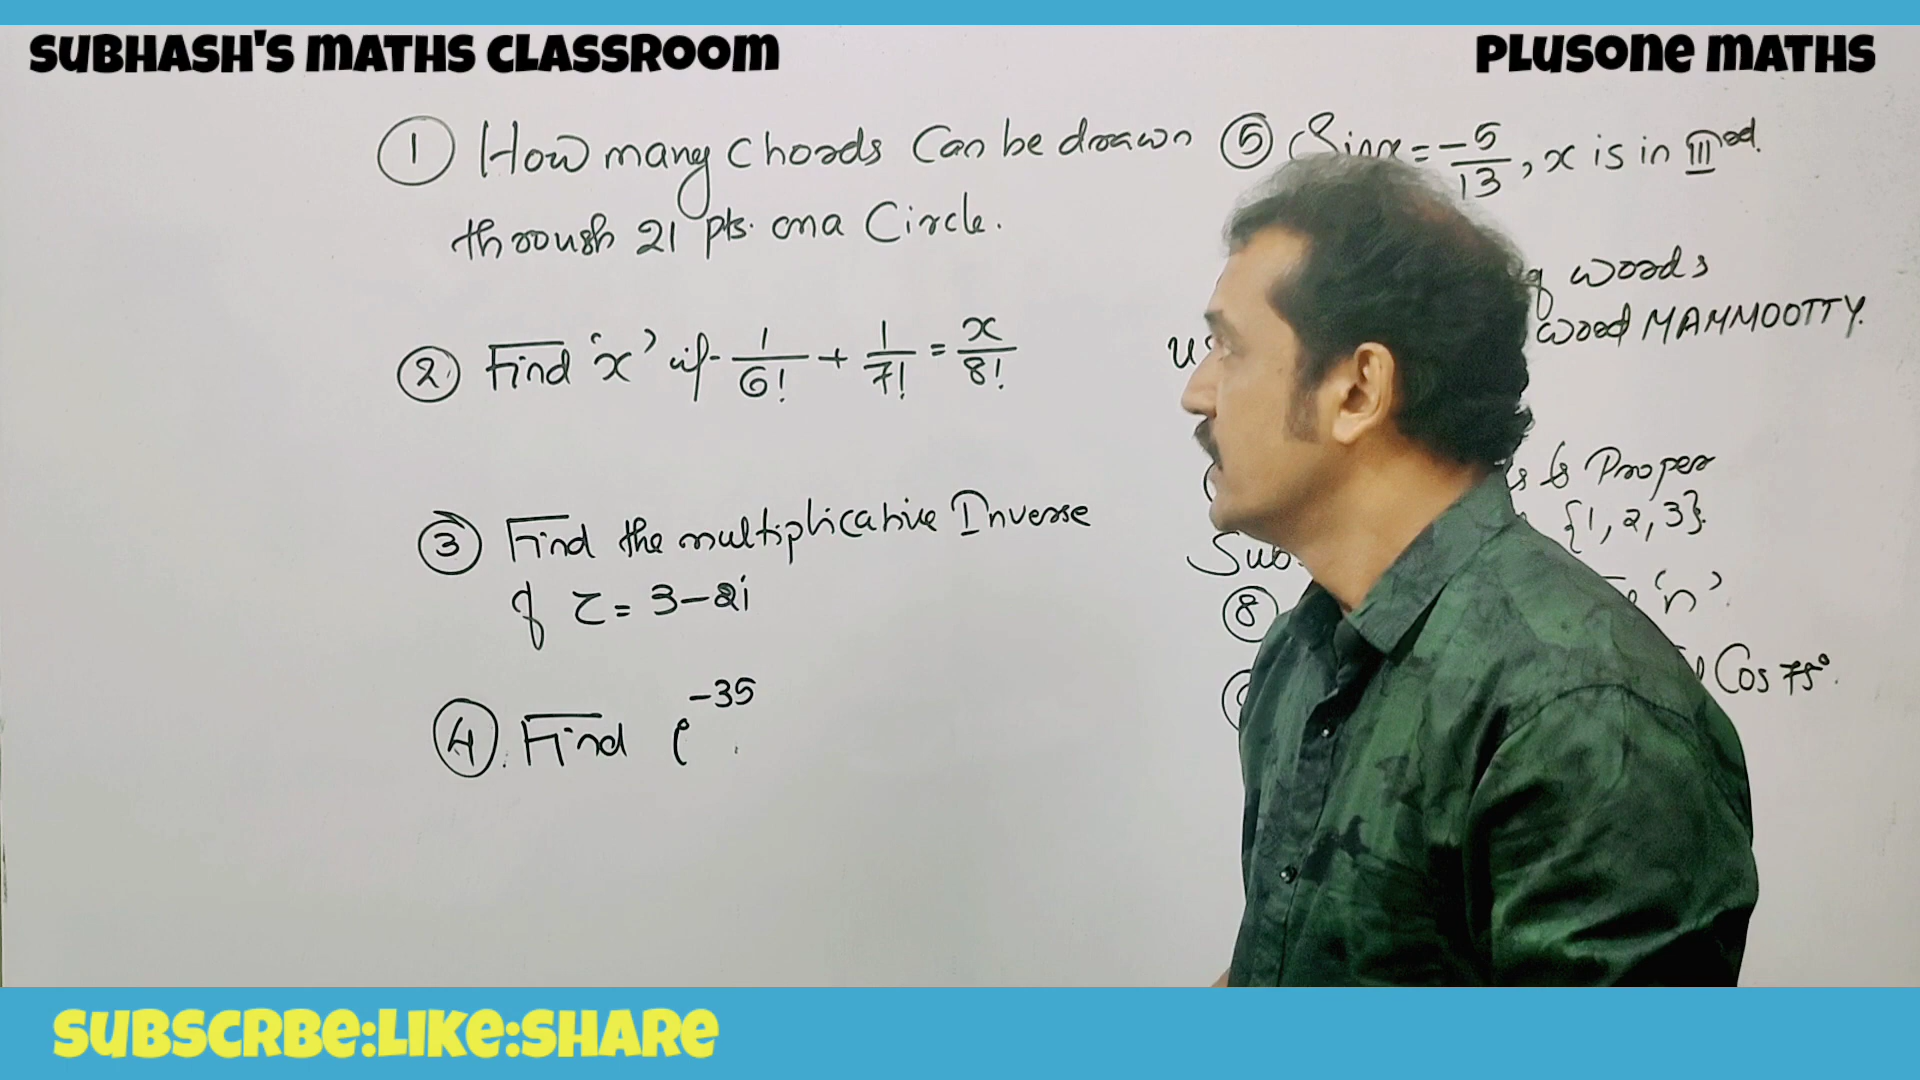 SUBHASH'S MATHS CLASSROOM
PLUSONE MATHS
① How many chords can be drawn
through 21 pts. on a Circle.
② Find 'x' if 1/6! + 1/7! = x/8!
③ Find the multiplicative Inverse
of z = 3-2i
④. Find i^-35
⑤ Sinx = -5/13, x is in III rd.
of words
word MAMMOOTTY.
& Proper
{1, 2, 3}.
Sub
⑧ 'n'.
Cos 75°.
SUBSCRBE:LIKE:SHARE